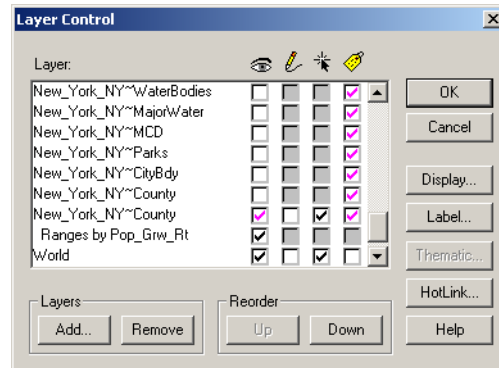 Layer Control
Layer:
New_York_NY~WaterBodies
New_York_NY~MajorWater
New_York_NY~MCD
New_York_NY~Parks
New_York_NY~CityBdy
New_York_NY~County
New_York_NY~County
Ranges by Pop_Grw_Rt
World
OK
Cancel
Display...
Label...
Thematic...
HotLink...
Help
Layers
Add...
Remove
Reorder
Up
Down